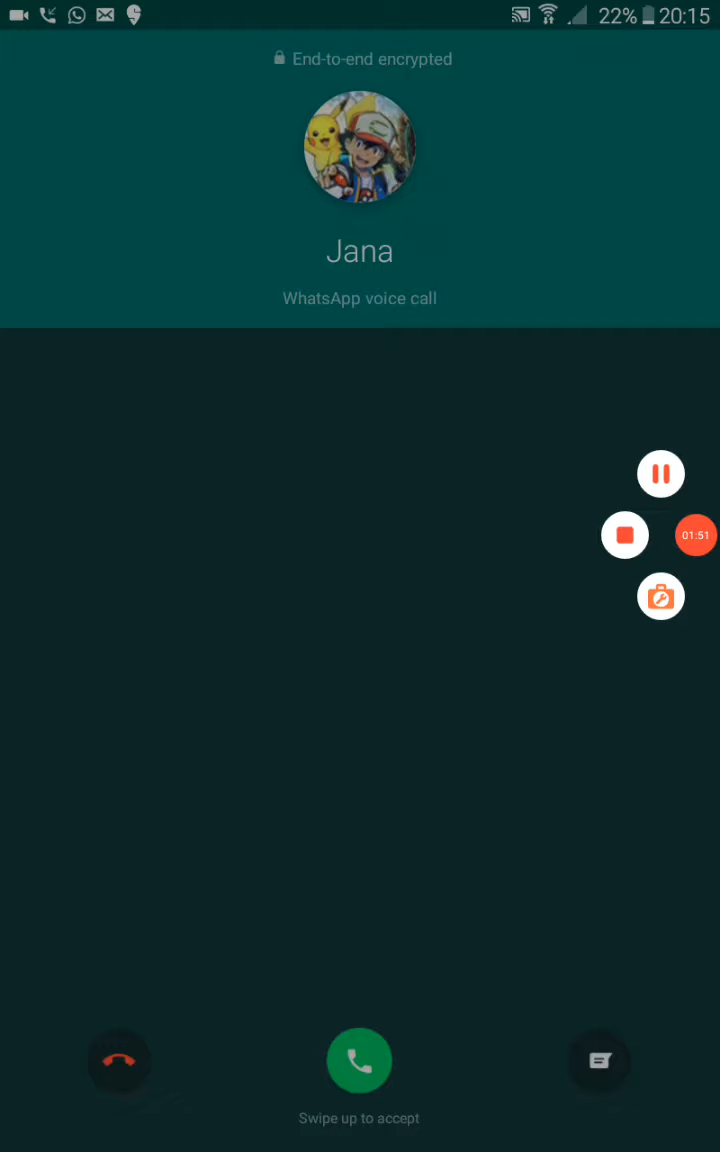 22% 20:15
End-to-end encrypted
Jana
WhatsApp voice call
01:51
Swipe up to accept